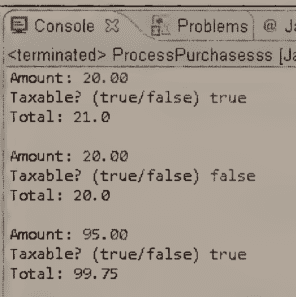 Console Problems @ Ja
<terminated> ProcessPurchasesss [Ja
Amount: 20.00
Taxable? (true/false) true
Total: 21.0
Amount: 20.00
Taxable? (true/false) false
Total: 20.0
Amount: 95.00
Taxable? (true/false) true
Total: 99.75